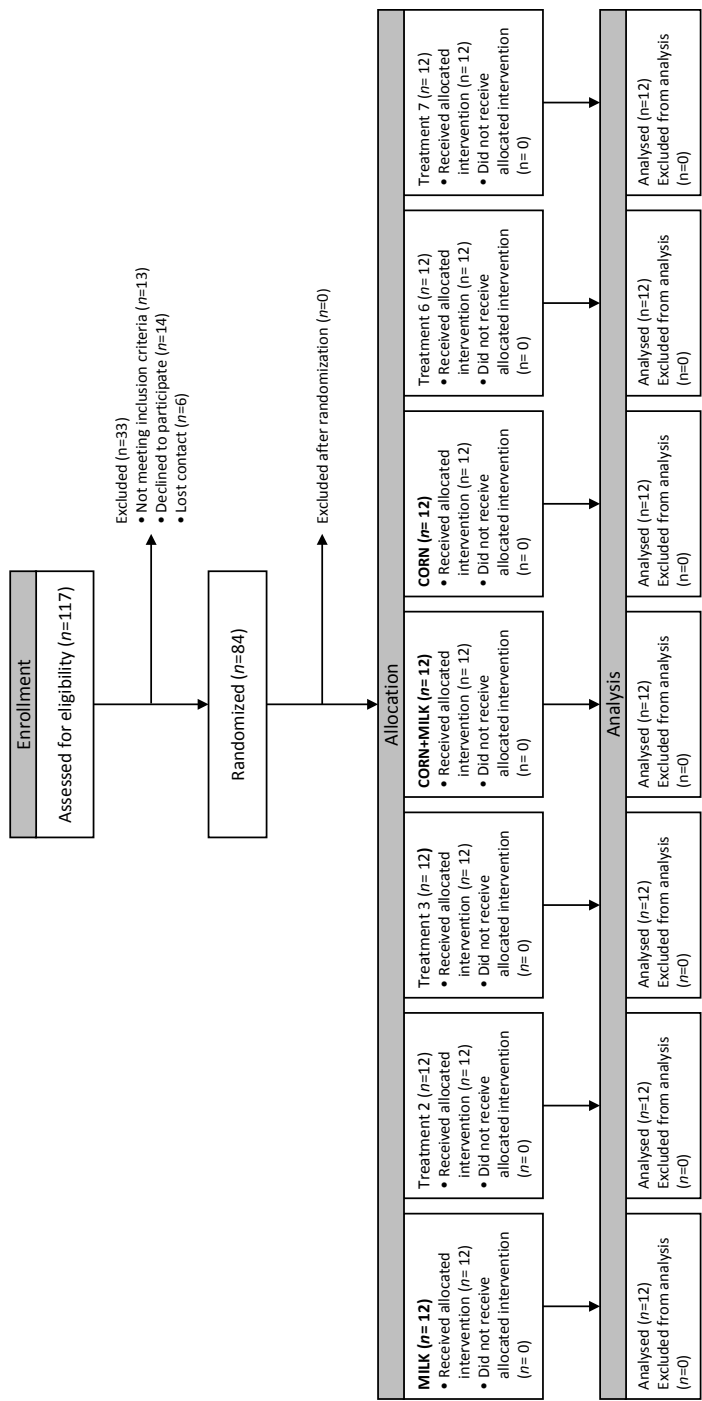 Enrollment
Assessed for eligibility (n=117)
Excluded (n=33)
• Not meeting inclusion criteria (n=13)
• Declined to participate (n=14)
• Lost contact (n=6)
Randomized (n=84)
Excluded after randomization (n=0)
Allocation
MILK (n= 12)
• Received allocated
intervention (n= 12)
• Did not receive
allocated intervention
(n= 0)
Treatment 2 (n=12)
• Received allocated
intervention (n= 12)
• Did not receive
allocated intervention
(n= 0)
Treatment 3 (n= 12)
• Received allocated
intervention (n= 12)
• Did not receive
allocated intervention
(n= 0)
CORN+MILK (n= 12)
• Received allocated
intervention (n= 12)
• Did not receive
allocated intervention
(n= 0)
CORN (n= 12)
• Received allocated
intervention (n= 12)
• Did not receive
allocated intervention
(n= 0)
Treatment 6 (n= 12)
• Received allocated
intervention (n= 12)
• Did not receive
allocated intervention
(n= 0)
Treatment 7 (n= 12)
• Received allocated
intervention (n= 12)
• Did not receive
allocated intervention
(n= 0)
Analysis
Analysed (n=12)
Excluded from analysis
(n=0)
Analysed (n=12)
Excluded from analysis
(n=0)
Analysed (n=12)
Excluded from analysis
(n=0)
Analysed (n=12)
Excluded from analysis
(n=0)
Analysed (n=12)
Excluded from analysis
(n=0)
Analysed (n=12)
Excluded from analysis
(n=0)
Analysed (n=12)
Excluded from analysis
(n=0)